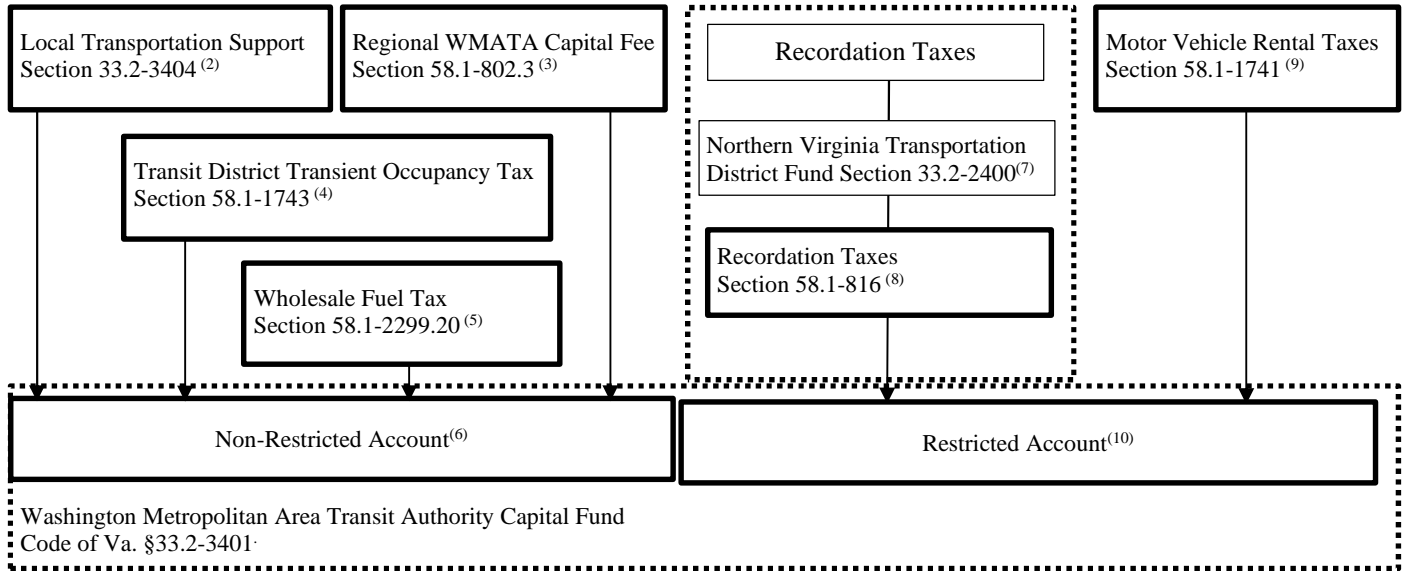 Local Transportation Support
Section 33.2-3404 (2)
Regional WMATA Capital Fee
Section 58.1-802.3 (3)
Recordation Taxes
Motor Vehicle Rental Taxes
Section 58.1-1741 (9)
Transit District Transient Occupancy Tax
Section 58.1-1743 (4)
Northern Virginia Transportation
District Fund Section 33.2-2400(7)
Wholesale Fuel Tax
Section 58.1-2299.20 (5)
Recordation Taxes
Section 58.1-816 (8)
Non-Restricted Account(6)
Restricted Account(10)
Washington Metropolitan Area Transit Authority Capital Fund
Code of Va. §33.2-3401.